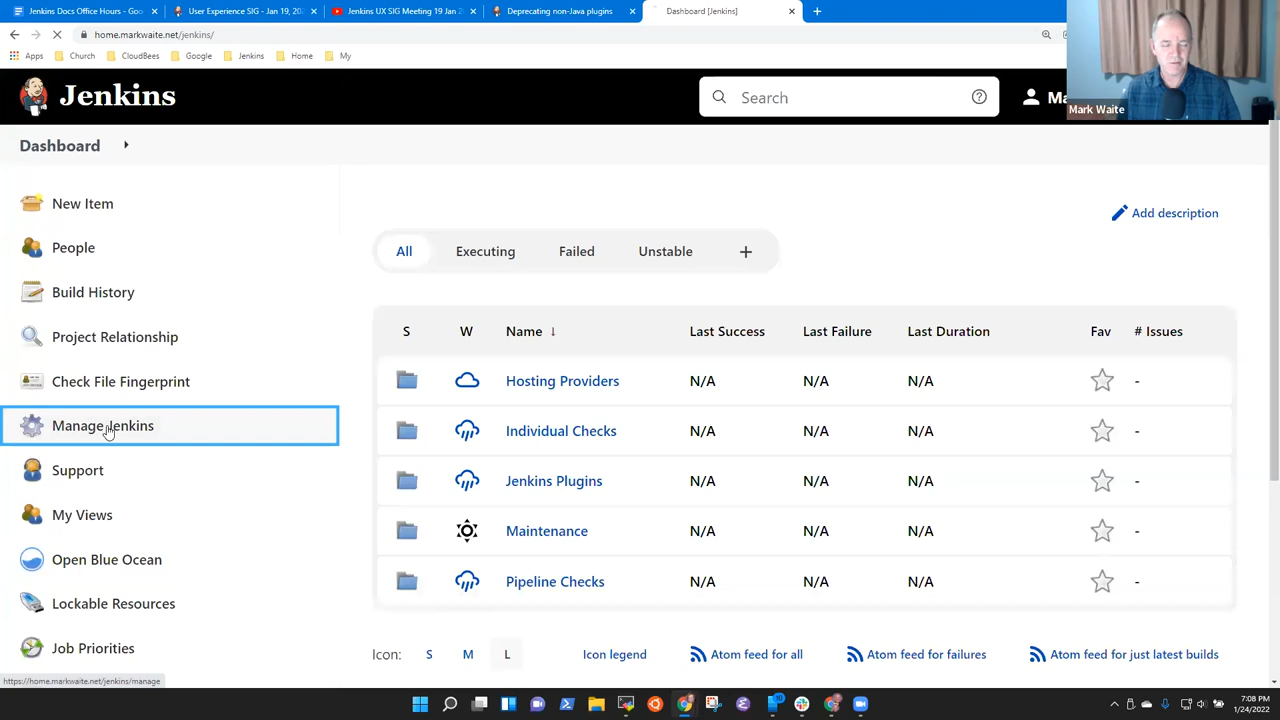 Jenkins Docs Office Hours - Goo
User Experience SIG - Jan 19, 202
Jenkins UX SIG Meeting 19 Jan 2
Deprecating non-Java plugins
Dashboard [Jenkins]
home.markwaite.net/jenkins/
Apps
Church
CloudBees
Google
Jenkins
Home
My
Jenkins
Search
Ma
Mark Waite
Dashboard
New Item
People
Build History
Project Relationship
Check File Fingerprint
Manage Jenkins
Support
My Views
Open Blue Ocean
Lockable Resources
Job Priorities
Add description
All Executing Failed Unstable +
S W Name ↓ Last Success Last Failure Last Duration Fav # Issues
Hosting Providers N/A N/A N/A -
Individual Checks N/A N/A N/A -
Jenkins Plugins N/A N/A N/A -
Maintenance N/A N/A N/A -
Pipeline Checks N/A N/A N/A -
Icon: S M L Icon legend Atom feed for all Atom feed for failures Atom feed for just latest builds
https://home.markwaite.net/jenkins/manage
7:08 PM
1/24/2022